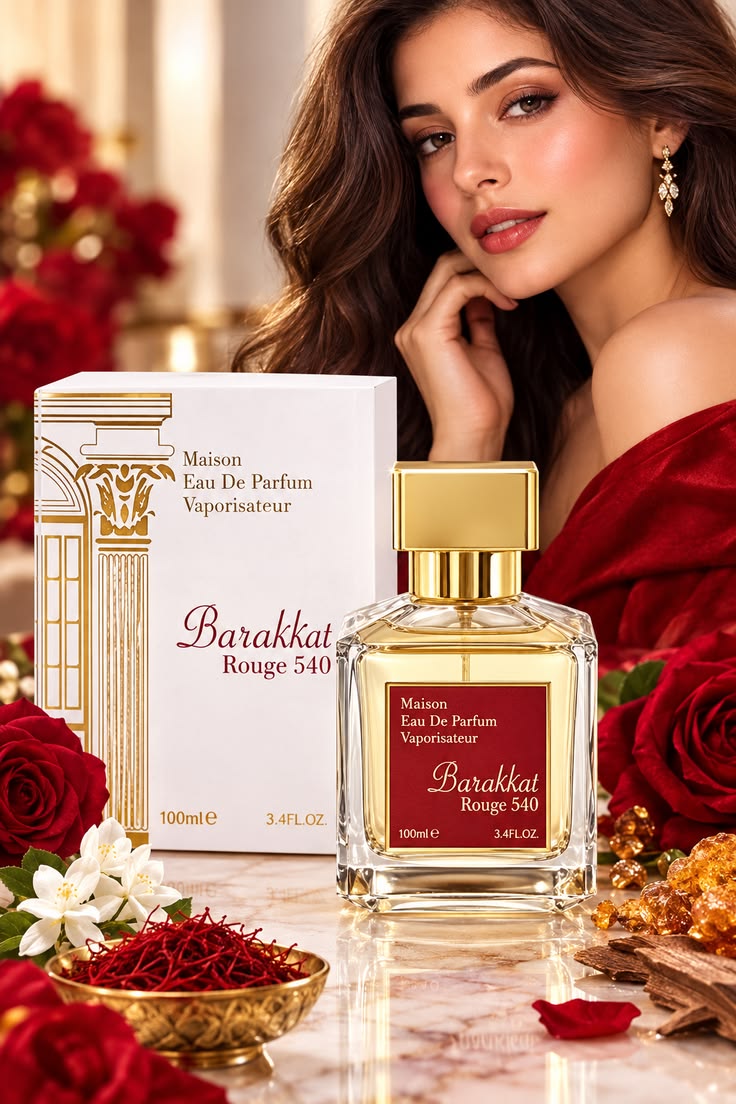 Maison
Eau De Parfum
Vaporisateur
Barakkat
Rouge 540
100ml℮
3.4FL.OZ.
Maison
Eau De Parfum
Vaporisateur
Barakkat
Rouge 540
100ml℮
3.4FL.OZ.